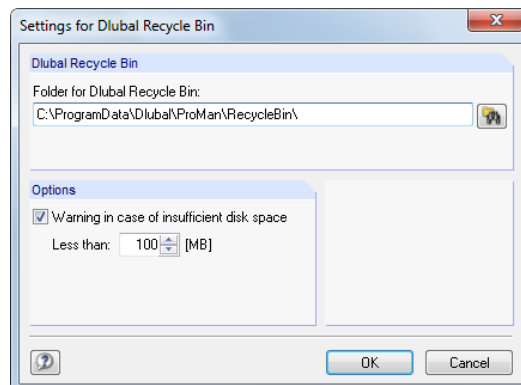 Settings for Dlubal Recycle Bin
Dlubal Recycle Bin
Folder for Dlubal Recycle Bin:
C:\ProgramData\Dlubal\ProMan\RecycleBin\
Options
Warning in case of insufficient disk space
Less than: 100 [MB]
OK Cancel